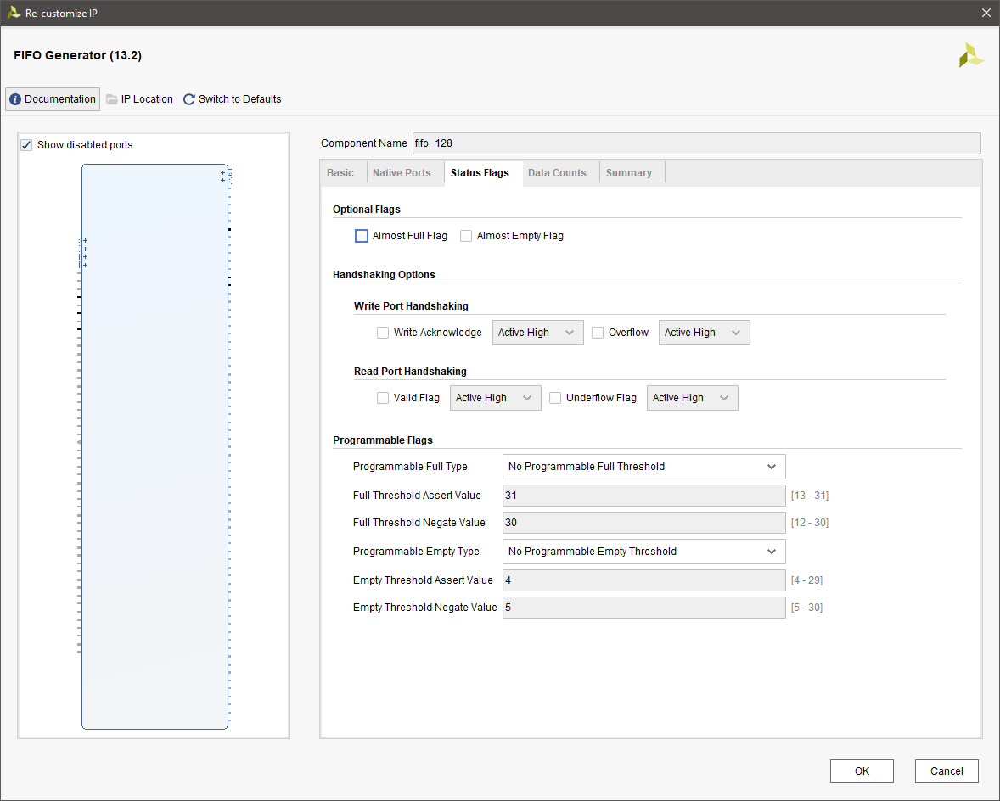 Re-customize IP
FIFO Generator (13.2)
Documentation IP Location Switch to Defaults
Show disabled ports
Component Name fifo_128
Basic Native Ports Status Flags Data Counts Summary
Optional Flags
Almost Full Flag Almost Empty Flag
Handshaking Options
Write Port Handshaking
Write Acknowledge Active High Overflow Active High
Read Port Handshaking
Valid Flag Active High Underflow Flag Active High
Programmable Flags
Programmable Full Type No Programmable Full Threshold
Full Threshold Assert Value 31 [13 - 31]
Full Threshold Negate Value 30 [12 - 30]
Programmable Empty Type No Programmable Empty Threshold
Empty Threshold Assert Value 4 [4 - 29]
Empty Threshold Negate Value 5 [5 - 30]
OK Cancel